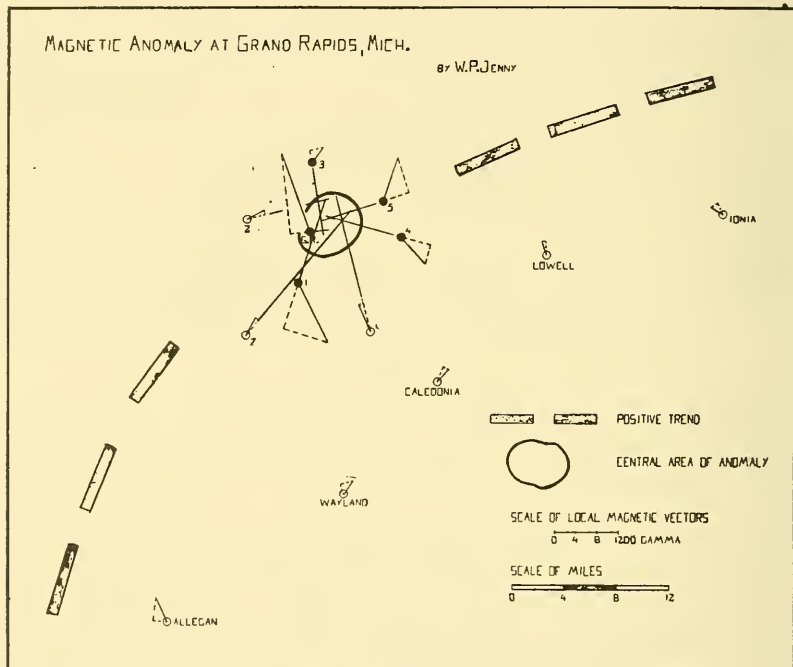 MAGNETIC ANOMALY AT GRAND RAPIDS, MICH.
BY W.P. JENNY
3
5
2
IONIA
4
LOWELL
1
7
CALEDONIA
POSITIVE TREND
CENTRAL AREA OF ANOMALY
WAYLAND
SCALE OF LOCAL MAGNETIC VECTORS
0 4 8 1200 GAMMA
SCALE OF MILES
0 4 8 12
ALLEGAN